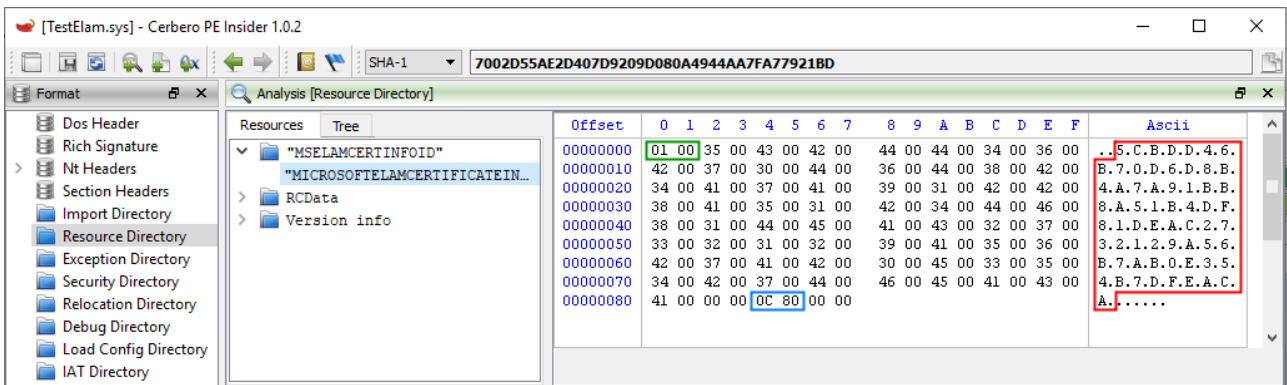 [TestElam.sys] - Cerbero PE Insider 1.0.2
SHA-1 7002D55AE2D407D9209D080A4944AA7FA77921BD
Format
Analysis [Resource Directory]
Dos Header
Rich Signature
Nt Headers
Section Headers
Import Directory
Resource Directory
Exception Directory
Security Directory
Relocation Directory
Debug Directory
Load Config Directory
IAT Directory
Resources Tree
"MSELAMCERTINFOID"
"MICROSOFTELAMCERTIFICATEIN...
RCData
Version info
Offset 0 1 2 3 4 5 6 7 8 9 A B C D E F Ascii
00000000 01 00 35 00 43 00 42 00 44 00 44 00 34 00 36 00 ..5.C.B.D.D.4.6.
00000010 42 00 37 00 30 00 44 00 36 00 44 00 38 00 42 00 B.7.0.D.6.D.8.B.
00000020 34 00 41 00 37 00 41 00 39 00 31 00 42 00 42 00 4.A.7.A.9.1.B.B.
00000030 38 00 41 00 35 00 31 00 42 00 34 00 44 00 46 00 8.A.5.1.B.4.D.F.
00000040 38 00 31 00 44 00 45 00 41 00 43 00 32 00 37 00 8.1.D.E.A.C.2.7.
00000050 33 00 32 00 31 00 32 00 39 00 41 00 35 00 36 00 3.2.1.2.9.A.5.6.
00000060 42 00 37 00 41 00 42 00 30 00 45 00 33 00 35 00 B.7.A.B.0.E.3.5.
00000070 34 00 42 00 37 00 44 00 46 00 45 00 41 00 43 00 4.B.7.D.F.E.A.C.
00000080 41 00 00 00 0C 80 00 00 A.......